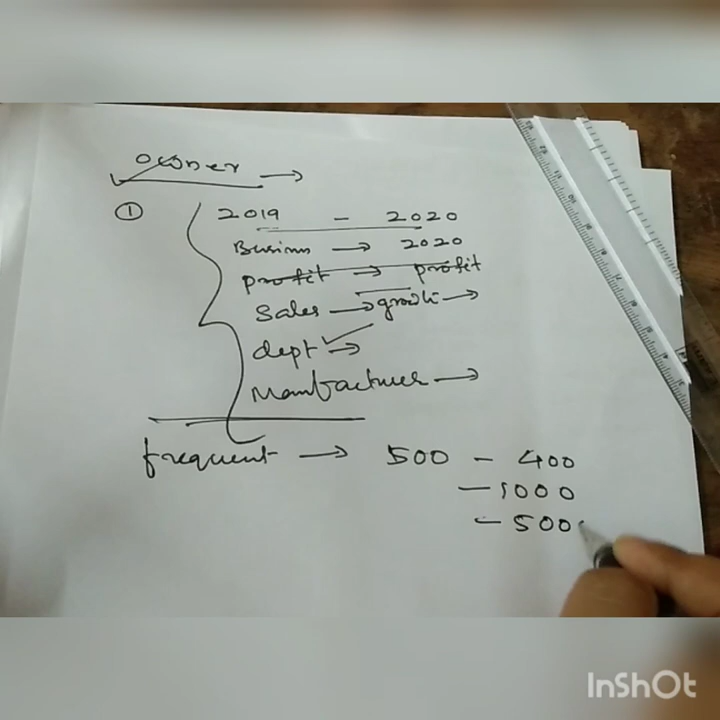 owner →
① 2019 - 2020
Business → 2020
profit → profit
Sales → growth →
dept →
Manufacturer →
frequent → 500 - 400
- 1000
- 500
InShOt